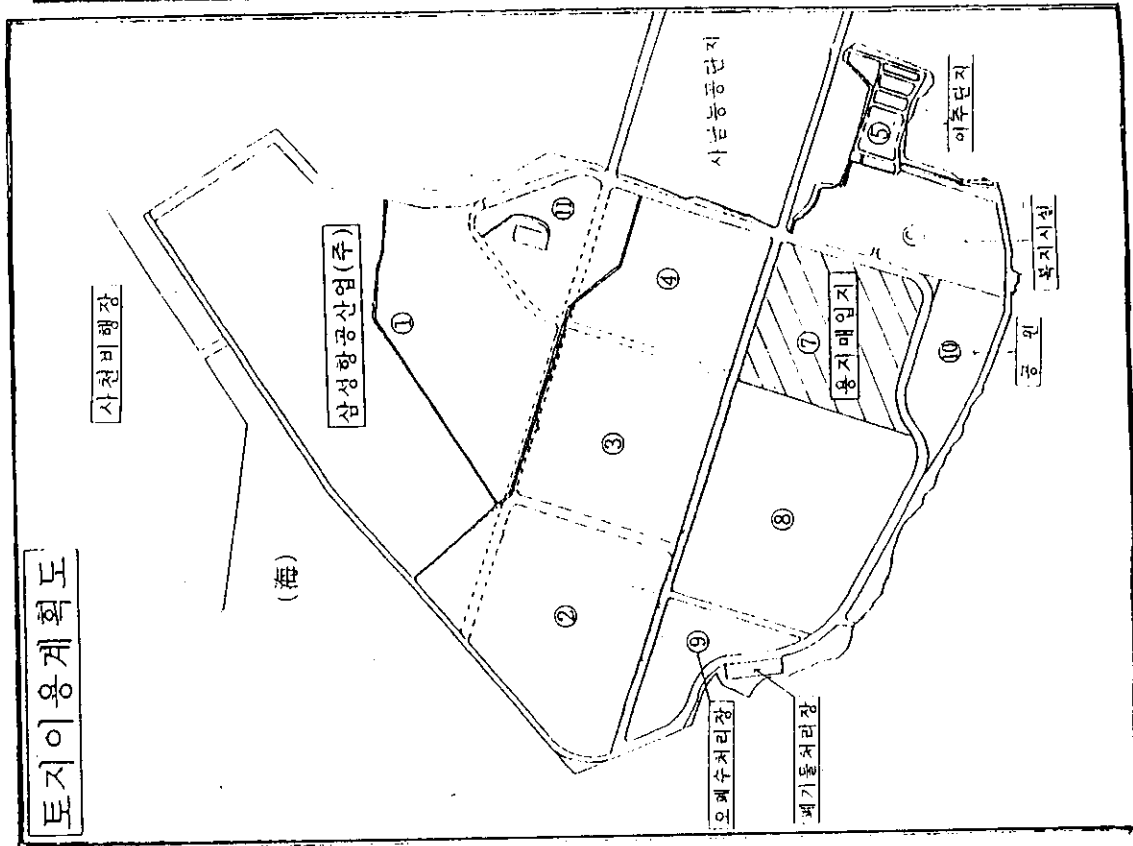 토지이용계획도
사천비행장
(海)
삼성항공산업(주)
①
②
③
④
⑪
사남농공단지
⑤
이주단지
복지시설
⑦
용지매입지
⑧
⑩
공원
⑨
오폐수처리장
폐기물처리장